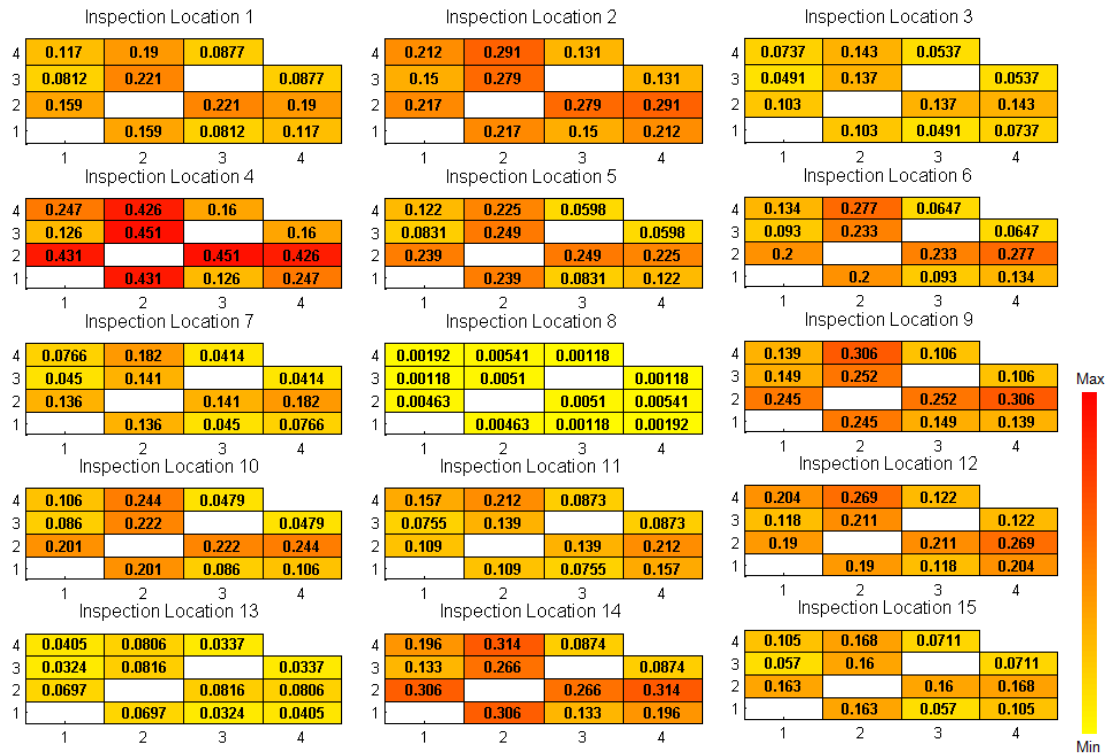 Inspection Location 1
4 0.117 0.19 0.0877
3 0.0812 0.221 0.0877
2 0.159 0.221 0.19
1 0.159 0.0812 0.117
1 2 3 4
Inspection Location 2
4 0.212 0.291 0.131
3 0.15 0.279 0.131
2 0.217 0.279 0.291
1 0.217 0.15 0.212
1 2 3 4
Inspection Location 3
4 0.0737 0.143 0.0537
3 0.0491 0.137 0.0537
2 0.103 0.137 0.143
1 0.103 0.0491 0.0737
1 2 3 4
Inspection Location 4
4 0.247 0.426 0.16
3 0.126 0.451 0.16
2 0.431 0.451 0.426
1 0.431 0.126 0.247
1 2 3 4
Inspection Location 5
4 0.122 0.225 0.0598
3 0.0831 0.249 0.0598
2 0.239 0.249 0.225
1 0.239 0.0831 0.122
1 2 3 4
Inspection Location 6
4 0.134 0.277 0.0647
3 0.093 0.233 0.0647
2 0.2 0.233 0.277
1 0.2 0.093 0.134
1 2 3 4
Inspection Location 7
4 0.0766 0.182 0.0414
3 0.045 0.141 0.0414
2 0.136 0.141 0.182
1 0.136 0.045 0.0766
1 2 3 4
Inspection Location 8
4 0.00192 0.00541 0.00118
3 0.00118 0.0051 0.00118
2 0.00463 0.0051 0.00541
1 0.00463 0.00118 0.00192
1 2 3 4
Inspection Location 9
4 0.139 0.306 0.106
3 0.149 0.252 0.106
2 0.245 0.252 0.306
1 0.245 0.149 0.139
1 2 3 4
Inspection Location 10
4 0.106 0.244 0.0479
3 0.086 0.222 0.0479
2 0.201 0.222 0.244
1 0.201 0.086 0.106
1 2 3 4
Inspection Location 11
4 0.157 0.212 0.0873
3 0.0755 0.139 0.0873
2 0.109 0.139 0.212
1 0.109 0.0755 0.157
1 2 3 4
Inspection Location 12
4 0.204 0.269 0.122
3 0.118 0.211 0.122
2 0.19 0.211 0.269
1 0.19 0.118 0.204
1 2 3 4
Inspection Location 13
4 0.0405 0.0806 0.0337
3 0.0324 0.0816 0.0337
2 0.0697 0.0816 0.0806
1 0.0697 0.0324 0.0405
1 2 3 4
Inspection Location 14
4 0.196 0.314 0.0874
3 0.133 0.266 0.0874
2 0.306 0.266 0.314
1 0.306 0.133 0.196
1 2 3 4
Inspection Location 15
4 0.105 0.168 0.0711
3 0.057 0.16 0.0711
2 0.163 0.16 0.168
1 0.163 0.057 0.105
1 2 3 4
Max
Min